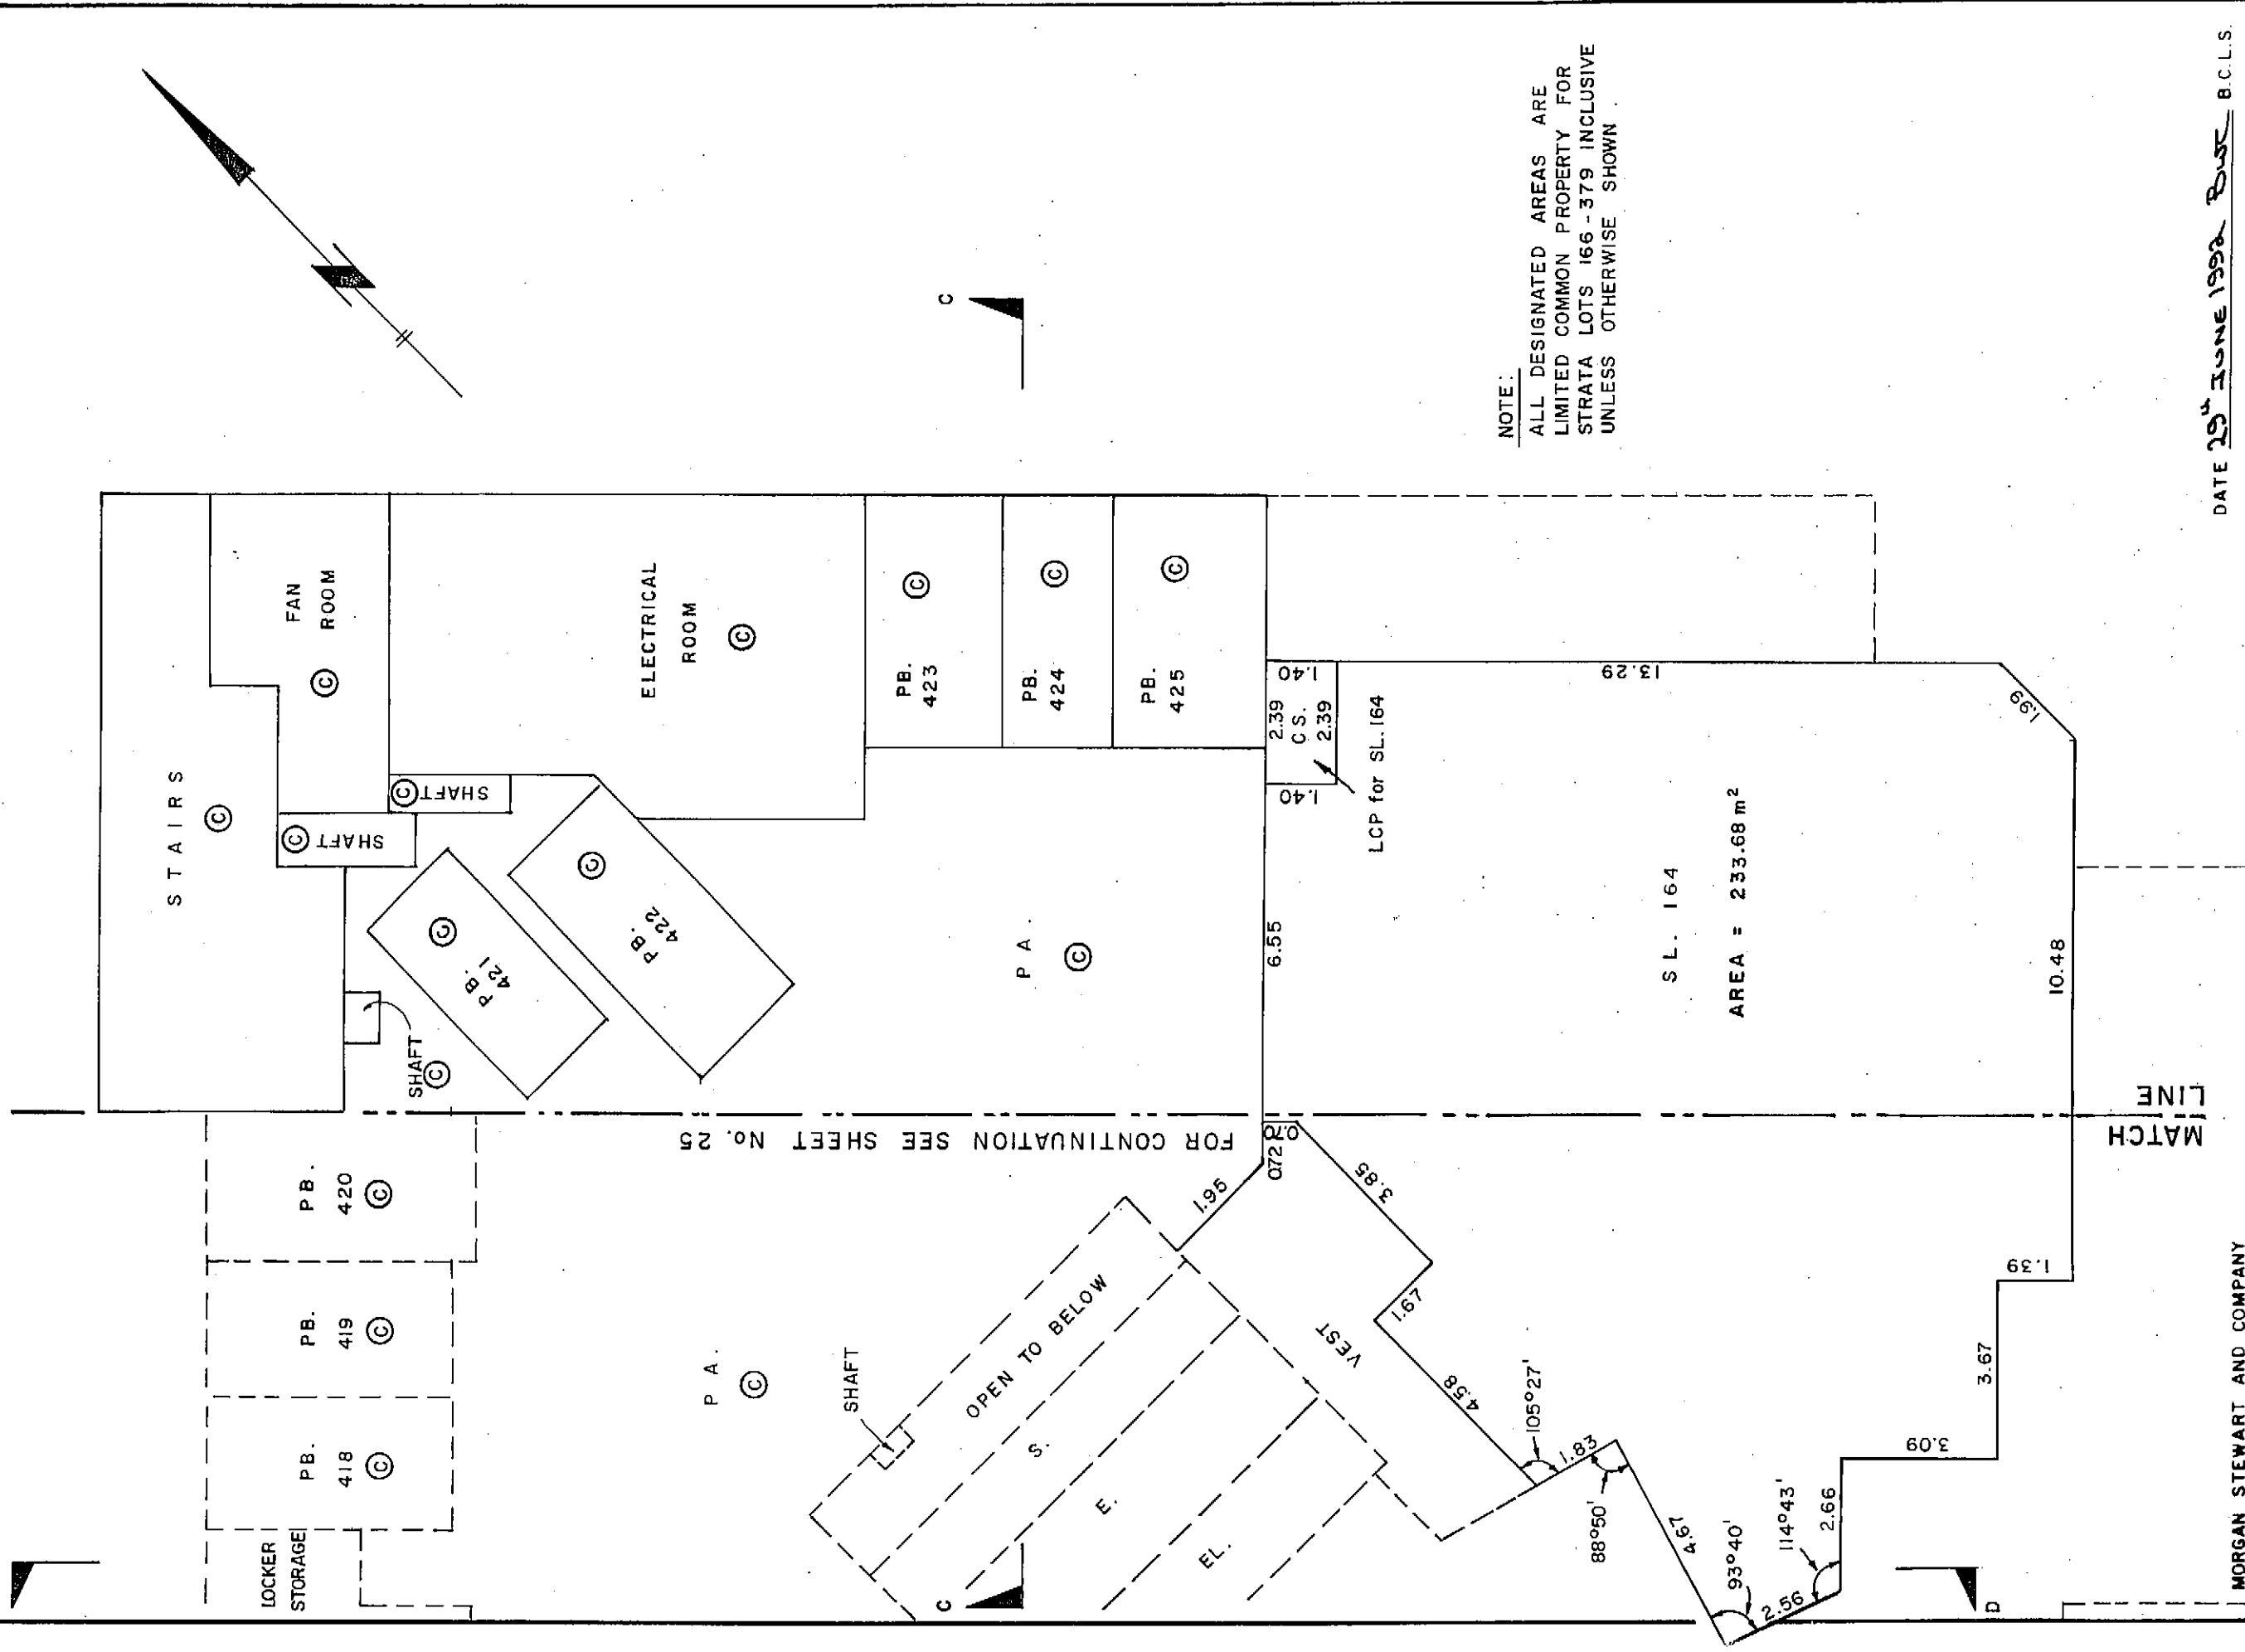 STAIRS
©
FAN
ROOM
©
© SHAFT
© SHAFT
ELECTRICAL
ROOM
©
PB.
423
©
PB.
424
©
PB.
425
©
PB.
421
©
PB.
422
©
SHAFT
©
P A.
©
C
NOTE:
ALL DESIGNATED AREAS ARE
LIMITED COMMON PROPERTY FOR
STRATA LOTS 166-379 INCLUSIVE
UNLESS OTHERWISE SHOWN.
FOR CONTINUATION SEE SHEET No. 25
MATCH
LINE
PB.
420
©
PB.
419
©
PB.
418
©
LOCKER
STORAGE
P A.
©
SHAFT
OPEN TO BELOW
S.
E.
EL.
VEST
C
1.40
2.39
C.S.
2.39
1.40
LCP for SL.164
13.29
1.99
6.55
0.70
0.72
1.95
3.85
1.67
4.58
105°27'
1.83
88°50'
4.67
93°40'
2.56
114°43'
2.66
3.09
3.67
1.39
10.48
SL. 164
AREA = 233.68 m²
D
MORGAN STEWART AND COMPANY
DATE 29th JUNE 1992 B.C.L.S.